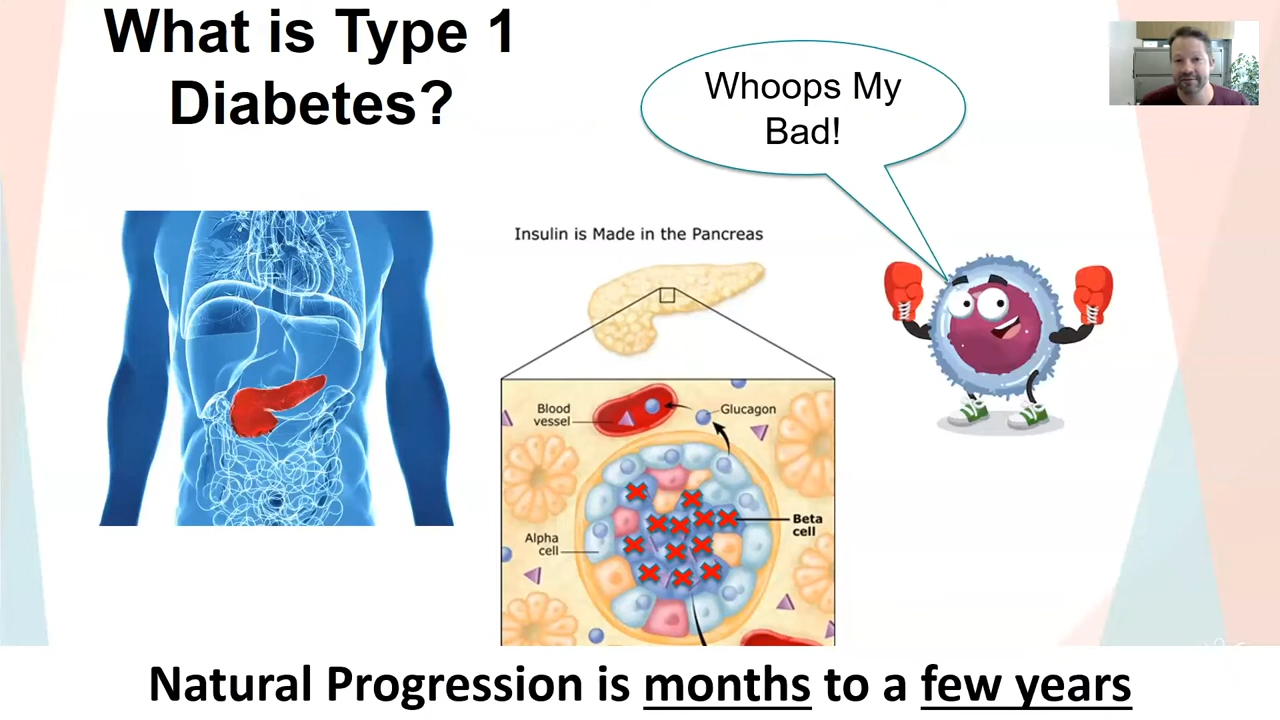 What is Type 1
Diabetes?
Whoops My
Bad!
Insulin is Made in the Pancreas
Blood
vessel
Glucagon
Alpha
cell
Beta
cell
Natural Progression is months to a few years